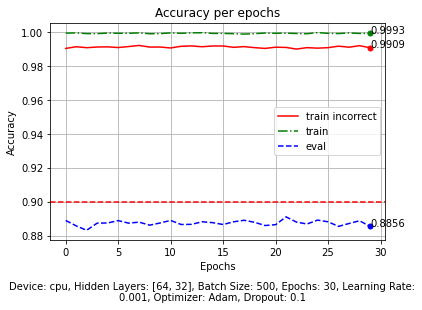 Accuracy per epochs
1.00
0.98
0.96
0.94
0.92
0.90
0.88
Accuracy
0.9993
0.9909
0.8856
train incorrect
train
eval
0 5 10 15 20 25 30
Epochs
Device: cpu, Hidden Layers: [64, 32], Batch Size: 500, Epochs: 30, Learning Rate:
0.001, Optimizer: Adam, Dropout: 0.1